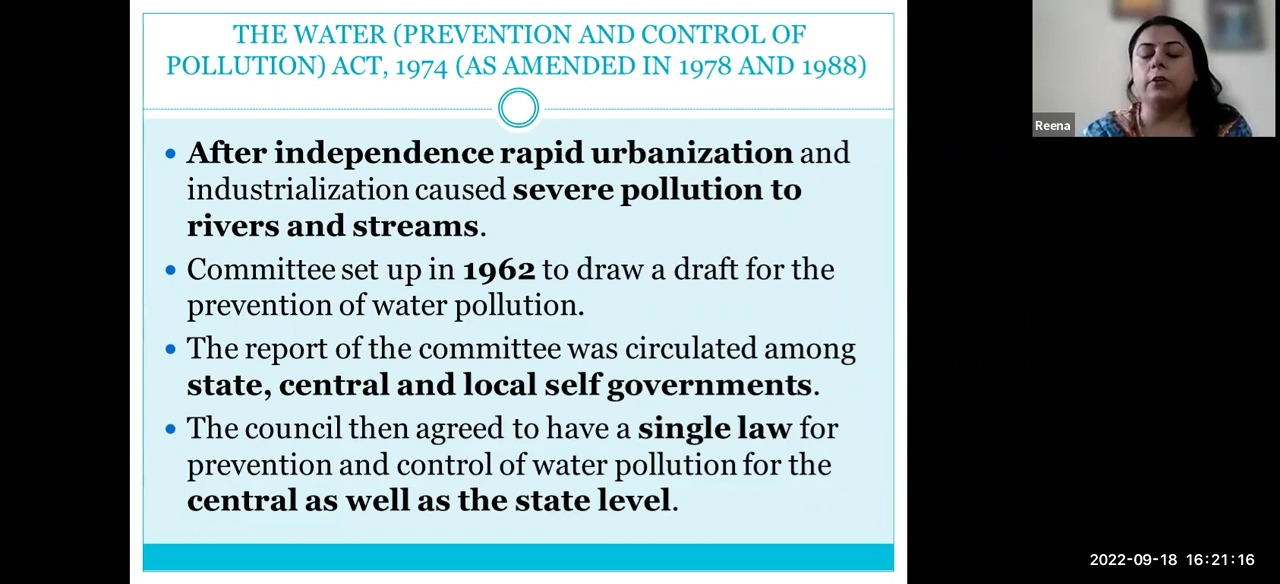 THE WATER (PREVENTION AND CONTROL OF
POLLUTION) ACT, 1974 (AS AMENDED IN 1978 AND 1988)
• After independence rapid urbanization and
industrialization caused severe pollution to
rivers and streams.
• Committee set up in 1962 to draw a draft for the
prevention of water pollution.
• The report of the committee was circulated among
state, central and local self governments.
• The council then agreed to have a single law for
prevention and control of water pollution for the
central as well as the state level.
Reena
2022-09-18 16:21:16